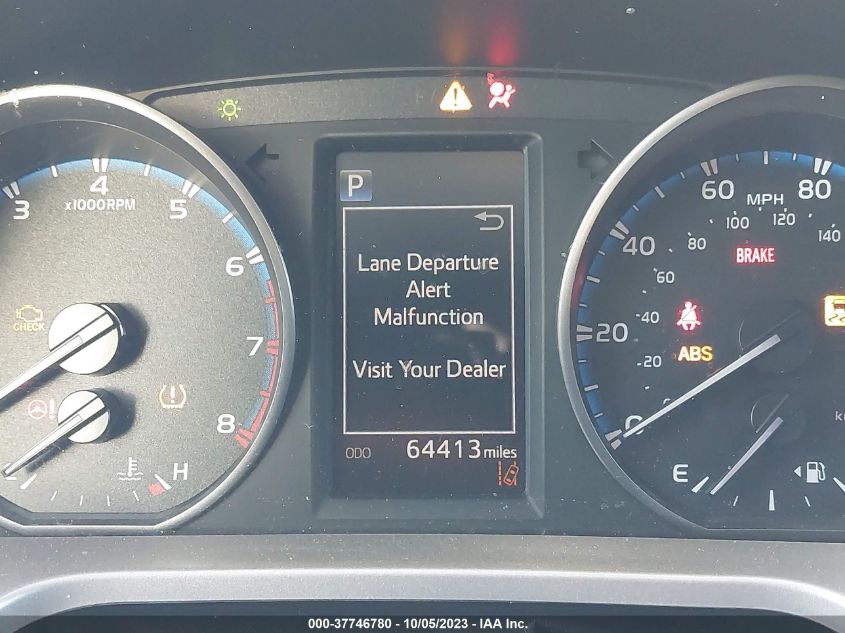 3
4
5
x1000RPM
6
7
8
CHECK
H
P
Lane Departure
Alert
Malfunction
Visit Your Dealer
ODO 64413 miles
60 MPH 80
100 120
80 140
40
BRAKE
60
40
20
ABS
20
0
E
000-37746780 - 10/05/2023 - IAA Inc.